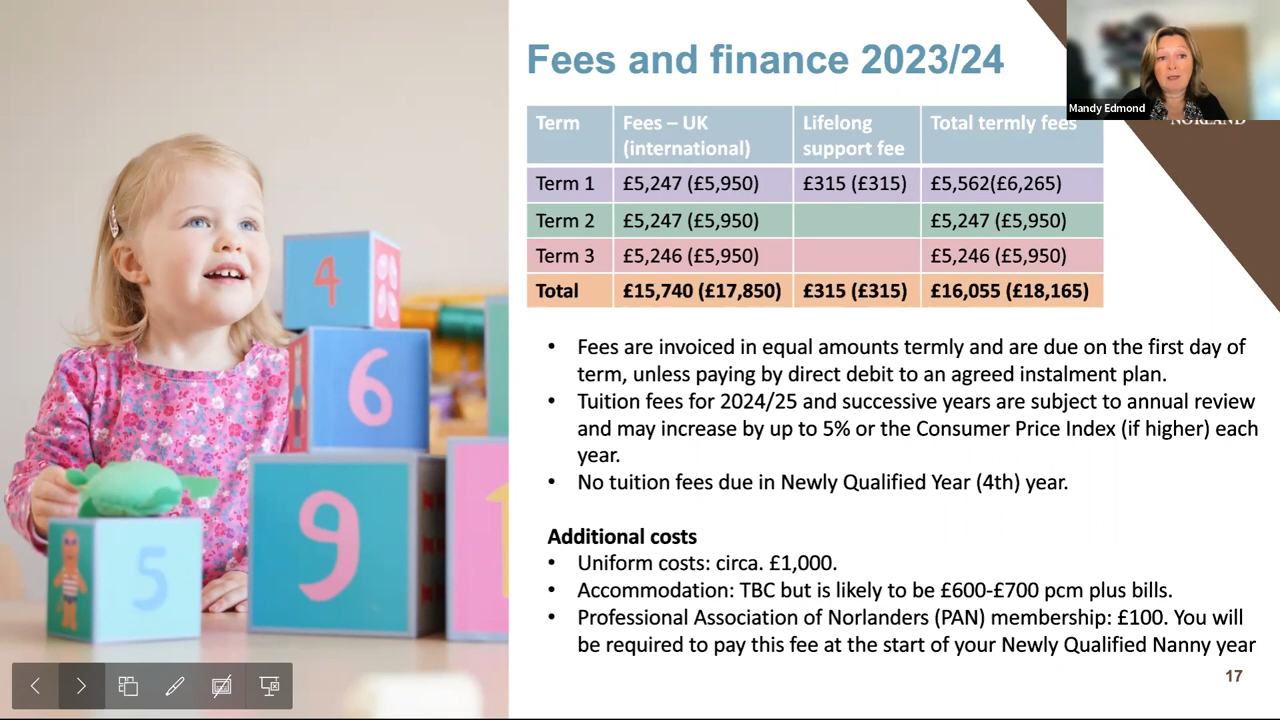 Fees and finance 2023/24
Mandy Edmond
NORLAND
Term Fees – UK (international) Lifelong support fee Total termly fees
Term 1 £5,247 (£5,950) £315 (£315) £5,562(£6,265)
Term 2 £5,247 (£5,950) £5,247 (£5,950)
Term 3 £5,246 (£5,950) £5,246 (£5,950)
Total £15,740 (£17,850) £315 (£315) £16,055 (£18,165)
• Fees are invoiced in equal amounts termly and are due on the first day of
term, unless paying by direct debit to an agreed instalment plan.
• Tuition fees for 2024/25 and successive years are subject to annual review
and may increase by up to 5% or the Consumer Price Index (if higher) each
year.
• No tuition fees due in Newly Qualified Year (4th) year.
Additional costs
• Uniform costs: circa. £1,000.
• Accommodation: TBC but is likely to be £600-£700 pcm plus bills.
• Professional Association of Norlanders (PAN) membership: £100. You will
be required to pay this fee at the start of your Newly Qualified Nanny year
17
4
6
9
5